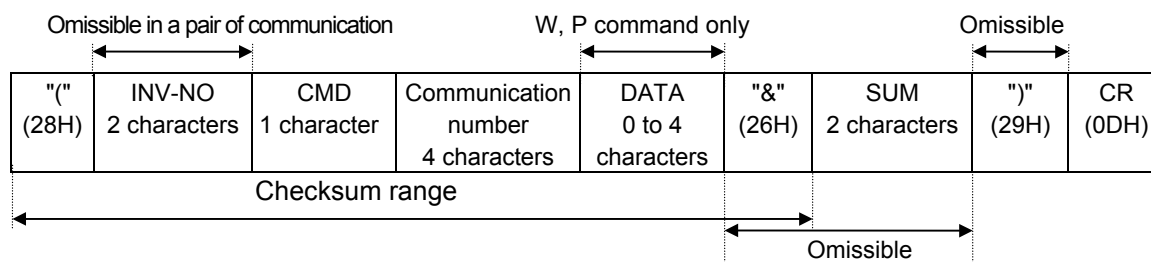 Omissible in a pair of communication W, P command only Omissible
"(" INV-NO CMD Communication DATA "&" SUM ")" CR
(28H) 2 characters 1 character number 0 to 4 (26H) 2 characters (29H) (0DH)
4 characters characters
Checksum range
Omissible